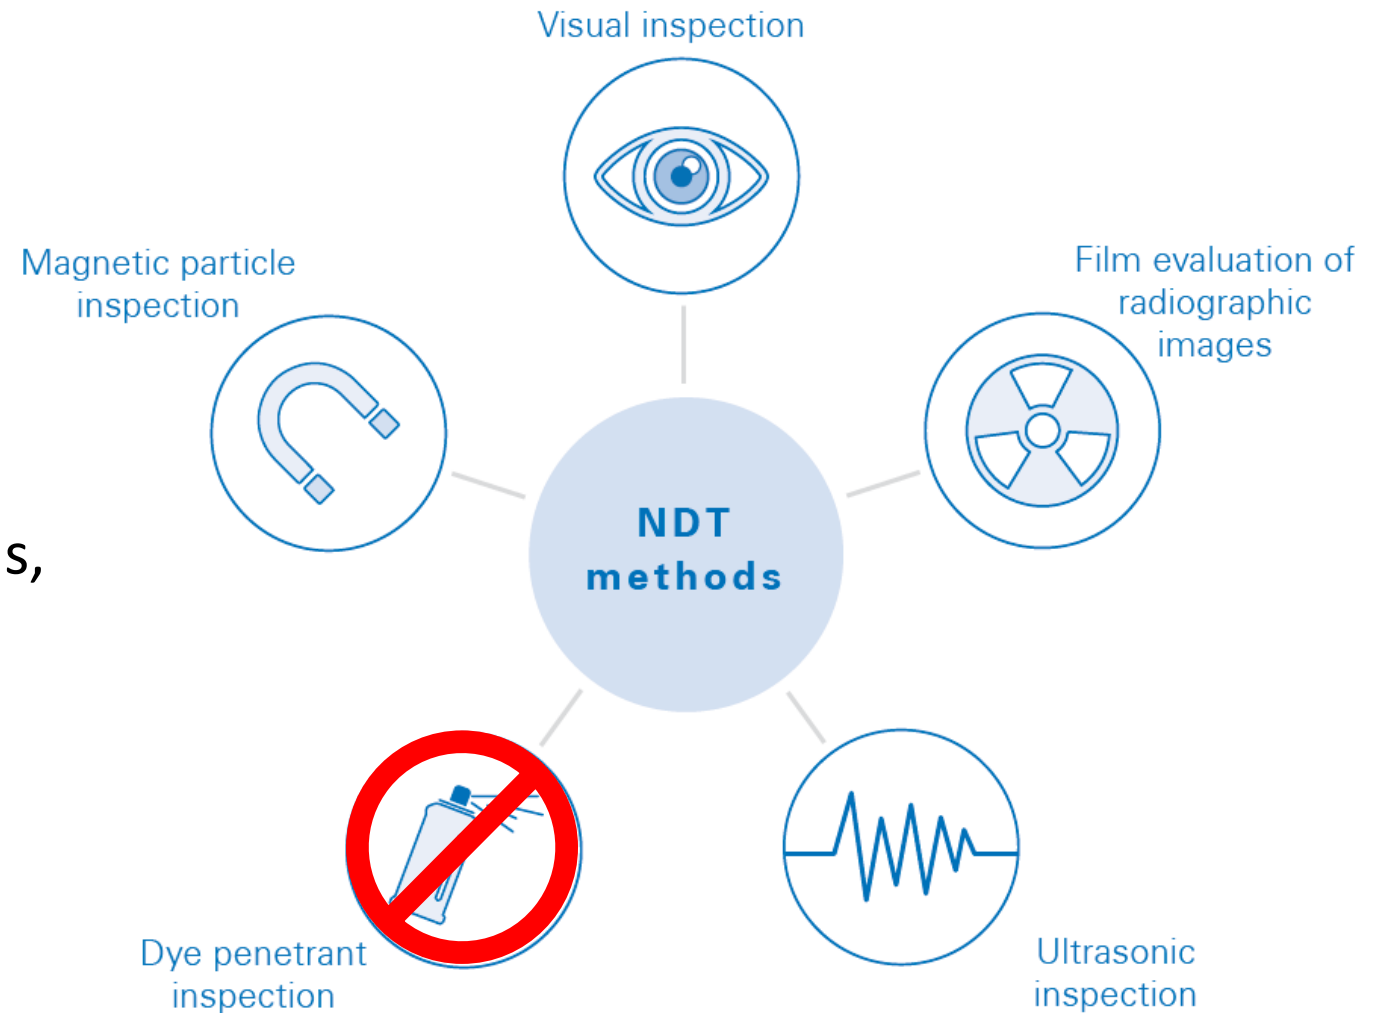 Visual inspection
Magnetic particle
inspection
Film evaluation of
radiographic
images
NDT
methods
s,
Dye penetrant
inspection
Ultrasonic
inspection